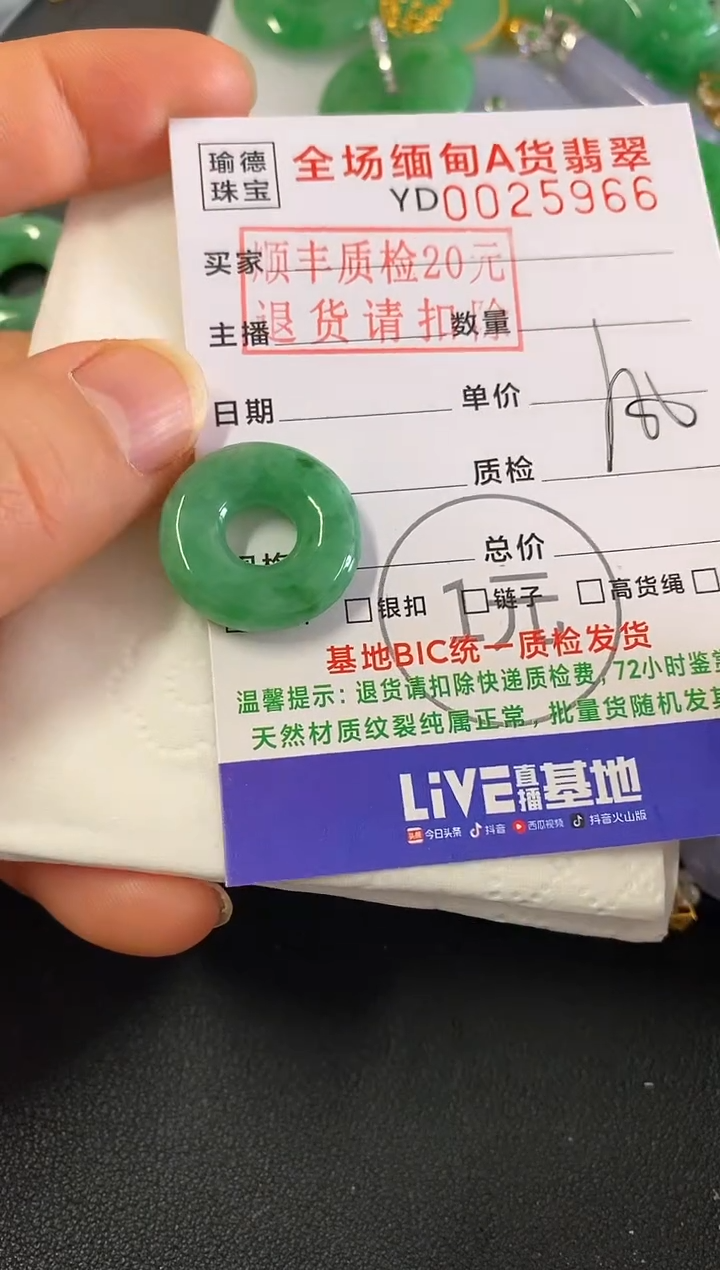 瑜德
珠宝
全场缅甸A货翡翠
YD0025966
买家
顺丰质检20元
退货请扣除
主播 数量
日期 单价
质检
总价
1元
银扣 链子 高货绳
基地BIC统一质检发货
温馨提示：退货请扣除快递质检费，72小时鉴
天然材质纹裂纯属正常，批量货随机发
LiVE直播基地
今日头条 抖音 西瓜视频 抖音火山版